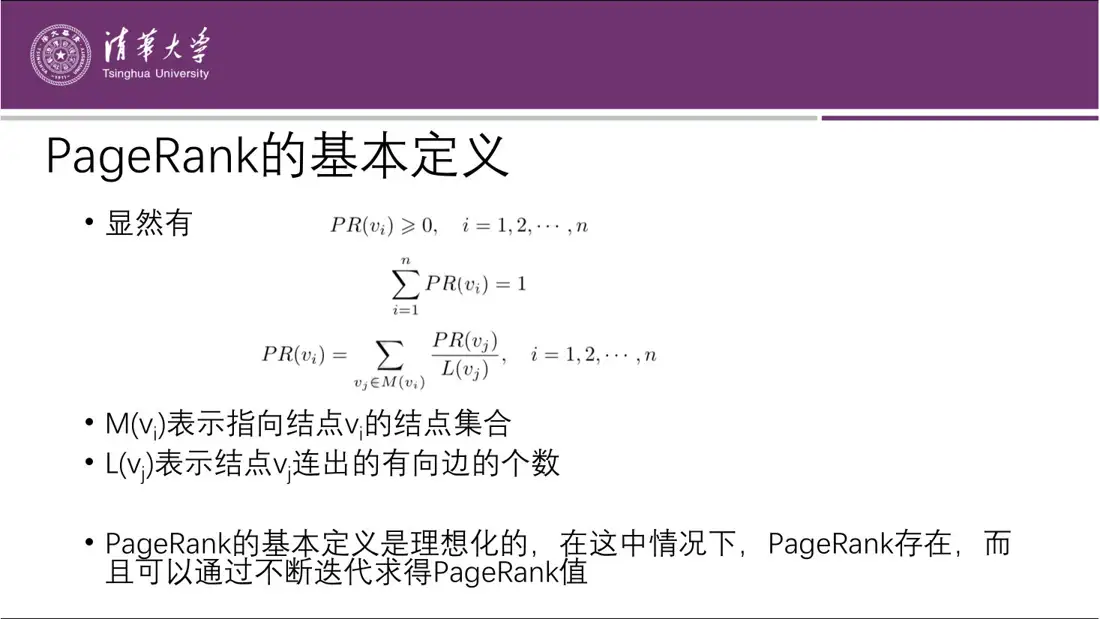 清华大学
Tsinghua University
PageRank的基本定义
• 显然有
PR(v_i) ⩾ 0, i = 1, 2, ⋯ , n
\sum_{i=1}^{n} PR(v_i) = 1
PR(v_i) = \sum_{v_j∈M(v_i)} \frac{PR(v_j)}{L(v_j)}, i = 1, 2, ⋯ , n
• M(v_i)表示指向结点v_i的结点集合
• L(v_j)表示结点v_j连出的有向边的个数
• PageRank的基本定义是理想化的，在这中情况下，PageRank存在，而
且可以通过不断迭代求得PageRank值